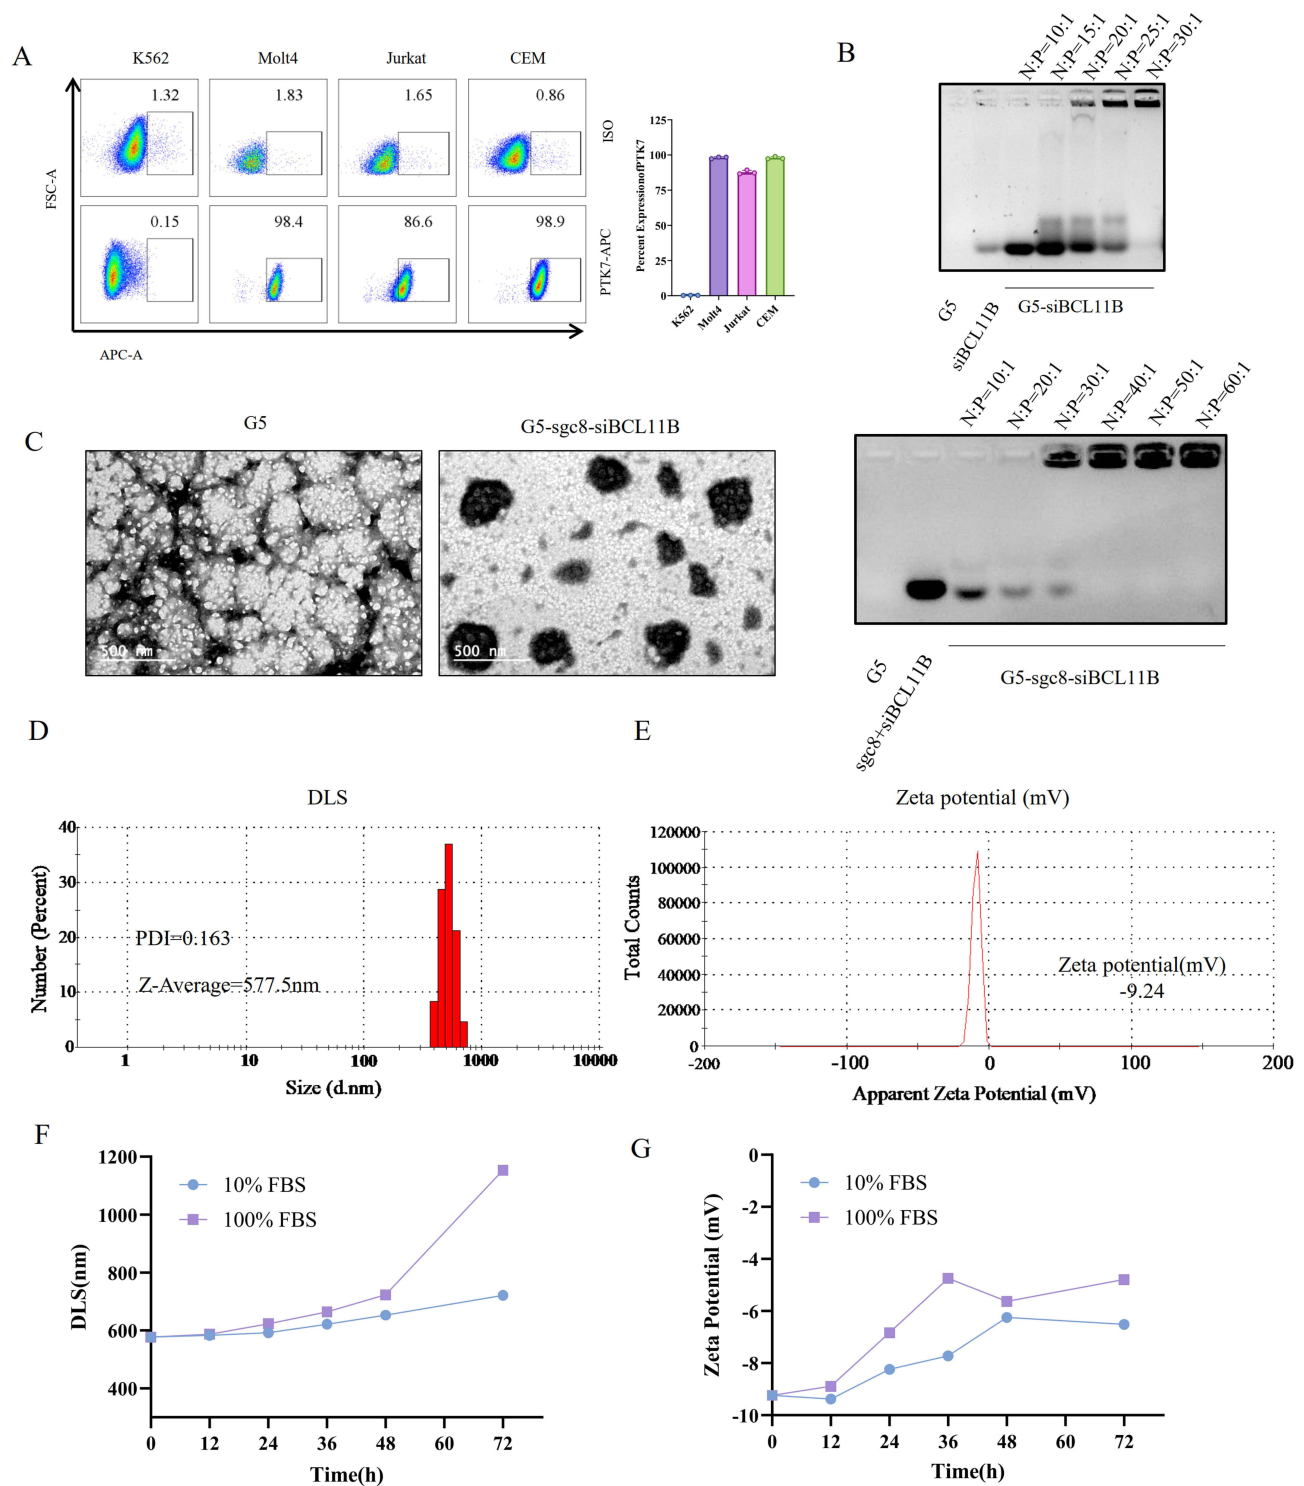 A
K562
Molt4
Jurkat
CEM
1.32
1.83
1.65
0.86
ISO
0.15
98.4
86.6
98.9
PTK7-APC
FSC-A
APC-A
Percent ExpressionofPTK7
125
100
75
50
25
0
K562
Molt4
Jurkat
CEM
B
N:P=10:1
N:P=15:1
N:P=20:1
N:P=25:1
N:P=30:1
G5
siBCL11B
G5-siBCL11B
N:P=10:1
N:P=20:1
N:P=30:1
N:P=40:1
N:P=50:1
N:P=60:1
G5
sgc8+siBCL11B
G5-sgc8-siBCL11B
C
G5
G5-sgc8-siBCL11B
500 nm
500 nm
D
DLS
Number (Percent)
40
30
20
10
0
PDI=0.163
Z-Average=577.5nm
1
10
100
1000
10000
Size (d.nm)
E
Zeta potential (mV)
Total Counts
120000
100000
80000
60000
40000
20000
0
Zeta potential(mV)
-9.24
-200
-100
0
100
200
Apparent Zeta Potential (mV)
F
DLS(nm)
1200
1000
800
600
400
10% FBS
100% FBS
0
12
24
36
48
60
72
Time(h)
G
Zeta Potential (mV)
-0
-2
-4
-6
-8
-10
10% FBS
100% FBS
0
12
24
36
48
60
72
Time(h)